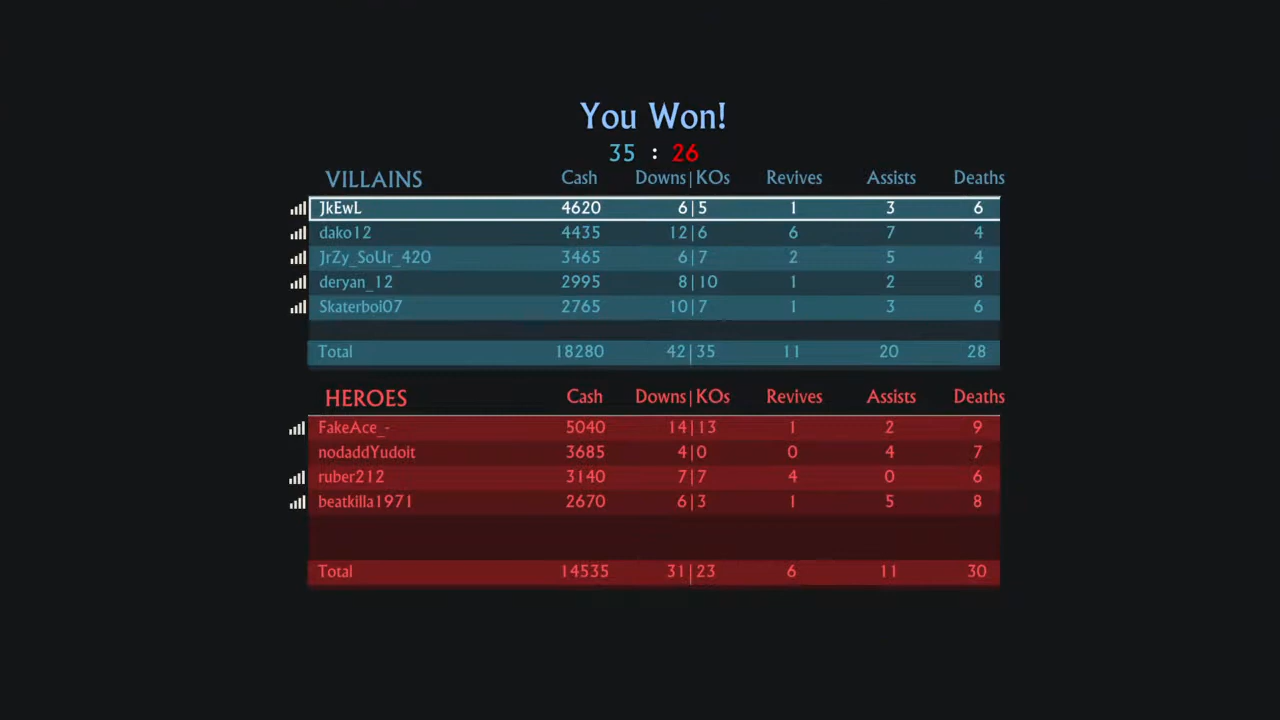 You Won!
35 : 26
VILLAINS Cash Downs|KOs Revives Assists Deaths
JkEwL 4620 6|5 1 3 6
dako12 4435 12|6 6 7 4
JrZy_SoUr_420 3465 6|7 2 5 4
deryan_12 2995 8|10 1 2 8
Skaterboi07 2765 10|7 1 3 6
Total 18280 42|35 11 20 28
HEROES Cash Downs|KOs Revives Assists Deaths
FakeAce_- 5040 14|13 1 2 9
nodaddYudoit 3685 4|0 0 4 7
ruber212 3140 7|7 4 0 6
beatkilla1971 2670 6|3 1 5 8
Total 14535 31|23 6 11 30